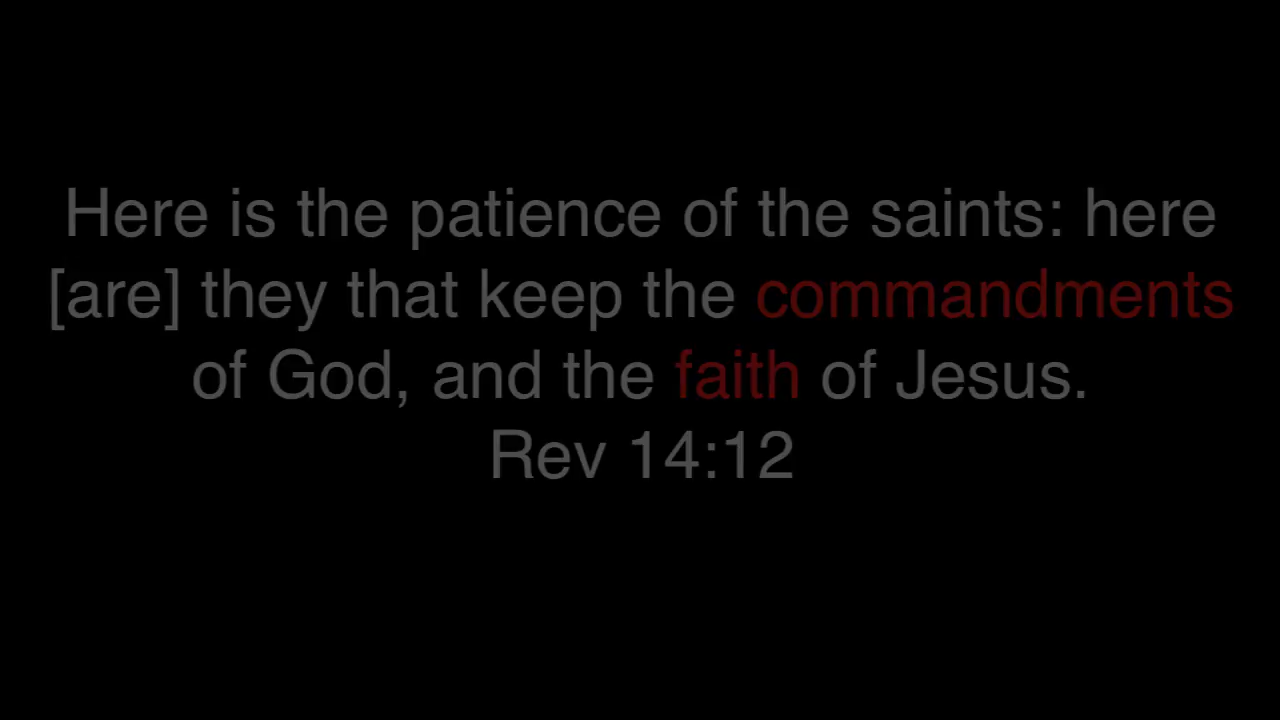 Here is the patience of the saints: here
[are] they that keep the commandments
of God, and the faith of Jesus.
Rev 14:12